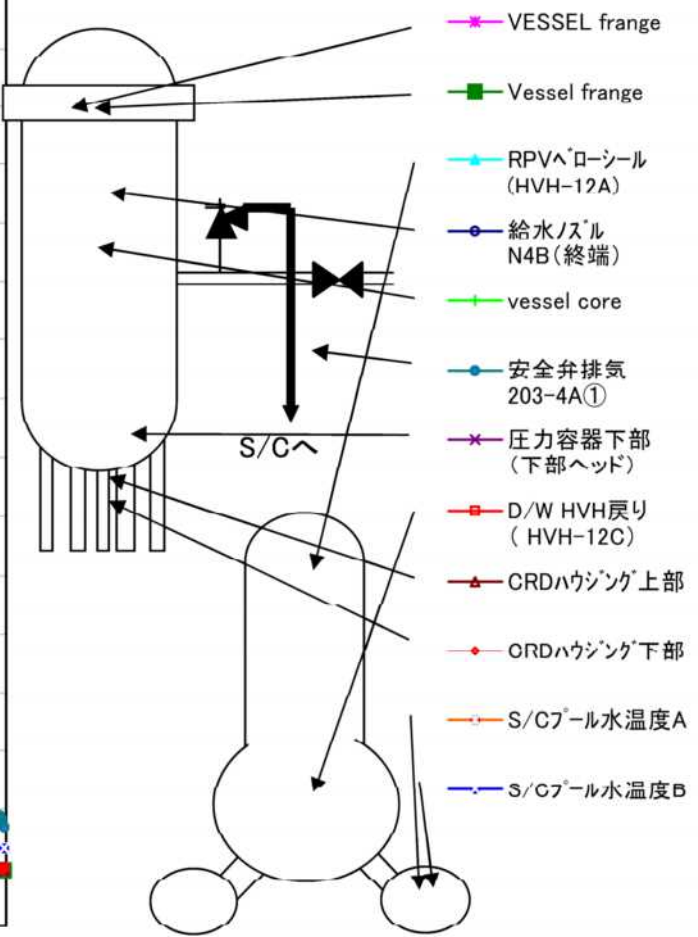 VESSEL frange
Vessel frange
RPVベローシール
(HVH-12A)
給水ノズル
N4B(終端)
vessel core
安全弁排気
203-4A①
圧力容器下部
(下部ヘッド)
D/W HVH戻り
( HVH-12C)
CRDハウジング上部
CRDハウジング下部
S/Cプール水温度A
S/Cプール水温度B
S/Cへ